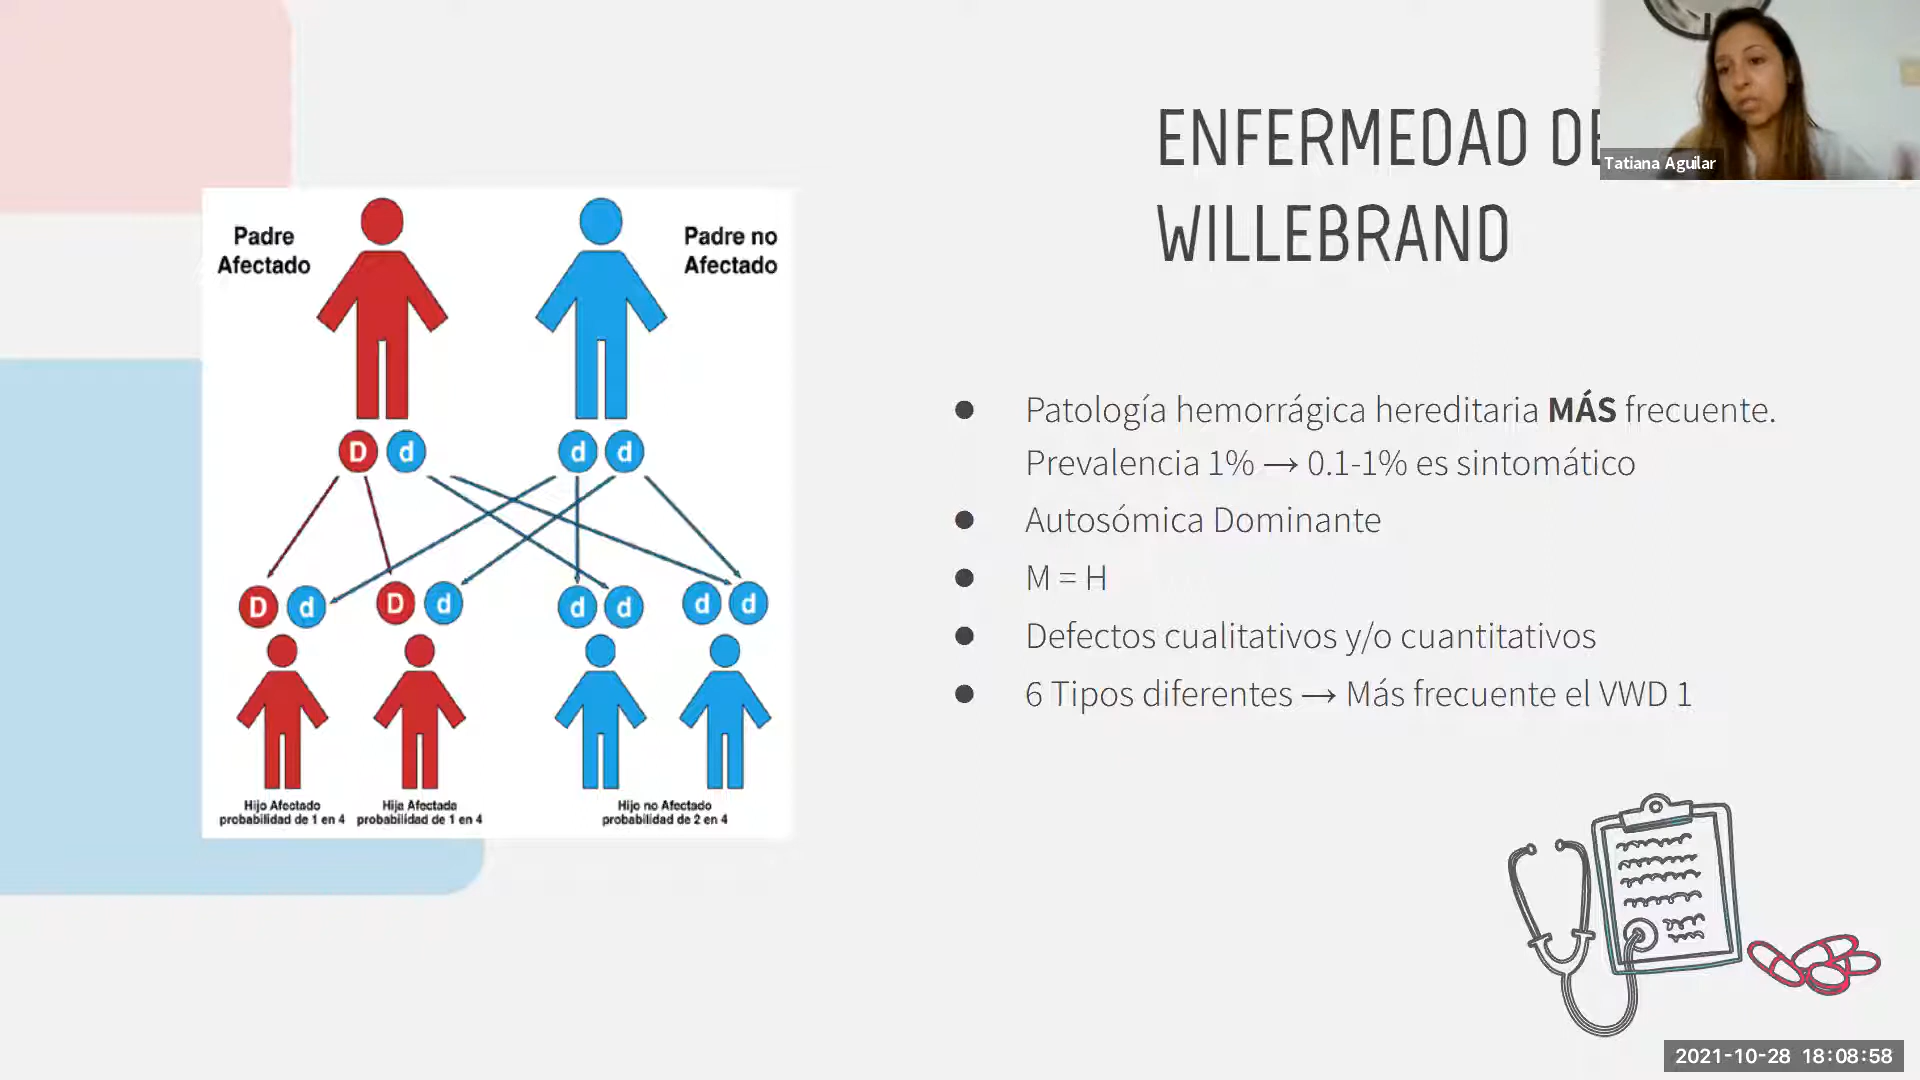 ENFERMEDAD DE
WILLEBRAND
Tatiana Aguilar
Padre
Afectado
Padre no
Afectado
D d d d
D d D d d d d d
Hijo Afectado
probabilidad de 1 en 4
Hija Afectada
probabilidad de 1 en 4
Hijo no Afectado
probabilidad de 2 en 4
● Patología hemorrágica hereditaria MÁS frecuente.
Prevalencia 1% → 0.1-1% es sintomático
● Autosómica Dominante
● M = H
● Defectos cualitativos y/o cuantitativos
● 6 Tipos diferentes → Más frecuente el VWD 1
2021-10-28 18:08:58